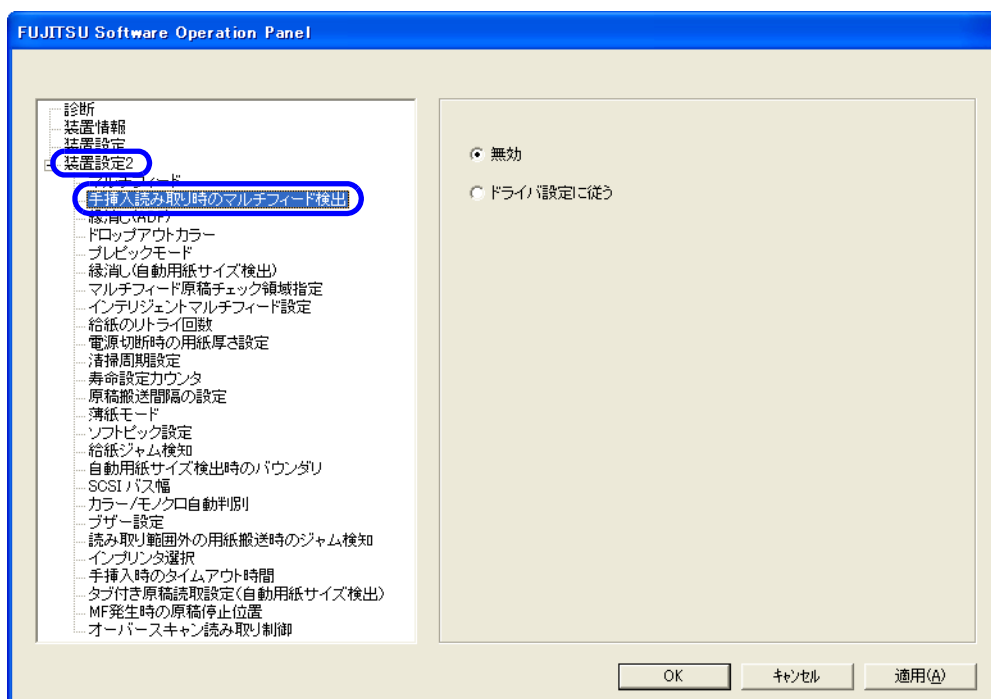 FUJITSU Software Operation Panel
診断
装置情報
装置設定
装置設定2
マルチフィード
手挿入読み取り時のマルチフィード検出
縁消し(ADF)
ドロップアウトカラー
プレピックモード
縁消し(自動用紙サイズ検出)
マルチフィード原稿チェック領域指定
インテリジェントマルチフィード設定
給紙のリトライ回数
電源切断時の用紙厚さ設定
清掃周期設定
寿命設定カウンタ
原稿搬送間隔の設定
薄紙モード
ソフトピック設定
給紙ジャム検知
自動用紙サイズ検出時のバウンダリ
SCSI バス幅
カラー/モノクロ自動判別
ブザー設定
読み取り範囲外の用紙搬送時のジャム検知
インプリンタ選択
手挿入時のタイムアウト時間
タブ付き原稿読取設定(自動用紙サイズ検出)
MF発生時の原稿停止位置
オーバースキャン読み取り制御
無効
ドライバ設定に従う
OK
キャンセル
適用(A)